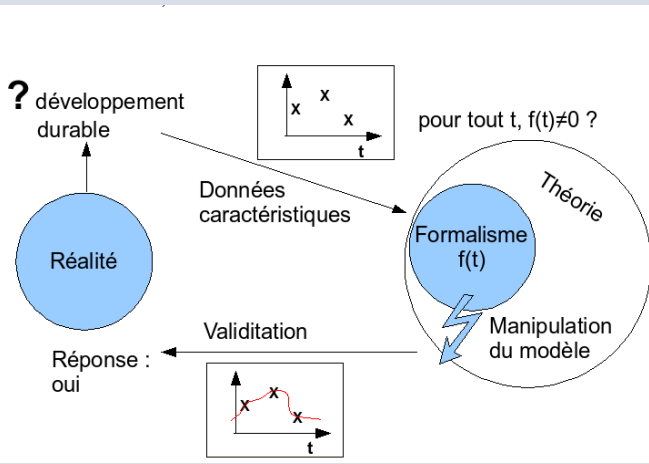 ? développement
durable
x
x
x
t
pour tout t, f(t)≠0 ?
Données
caractéristiques
Théorie
Formalisme
f(t)
Réalité
Manipulation
du modèle
Validitation
Réponse :
oui
x
x
x
t